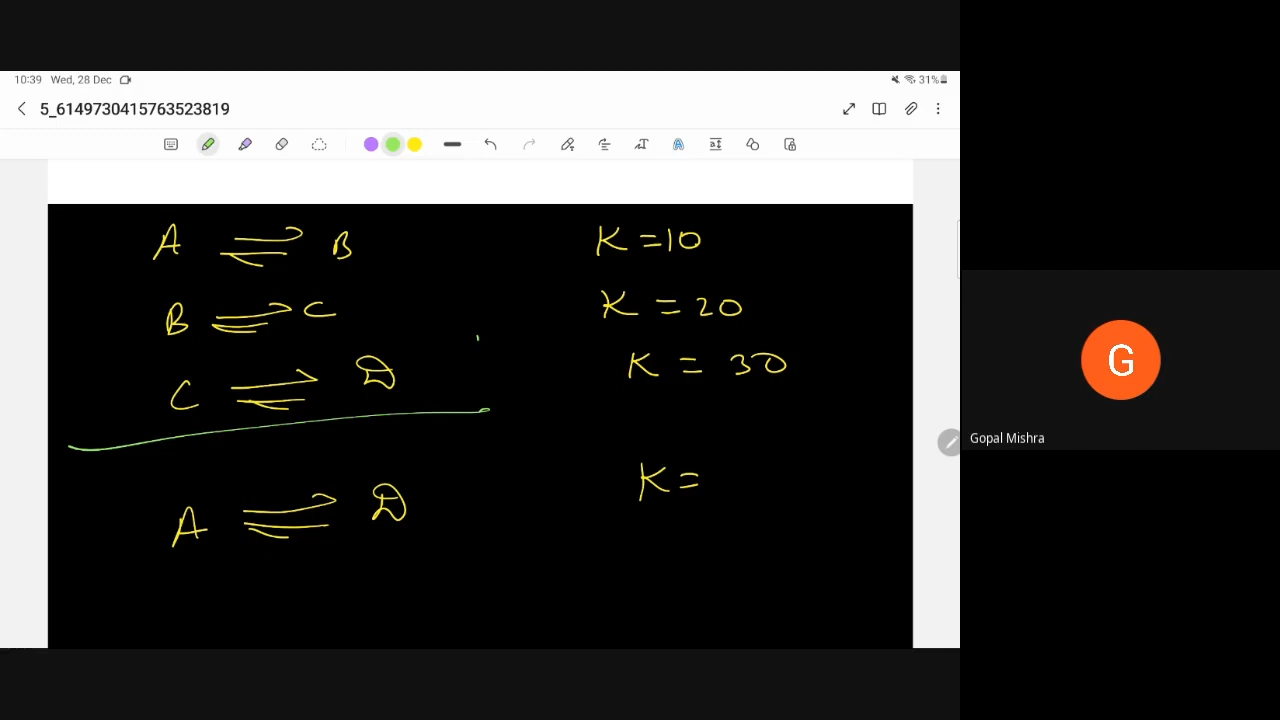 10:39 Wed, 28 Dec 31%
5_6149730415763523819
A ⇌ B K = 10
B ⇌ C K = 20
C ⇌ D K = 30
A ⇌ D K =
G
Gopal Mishra